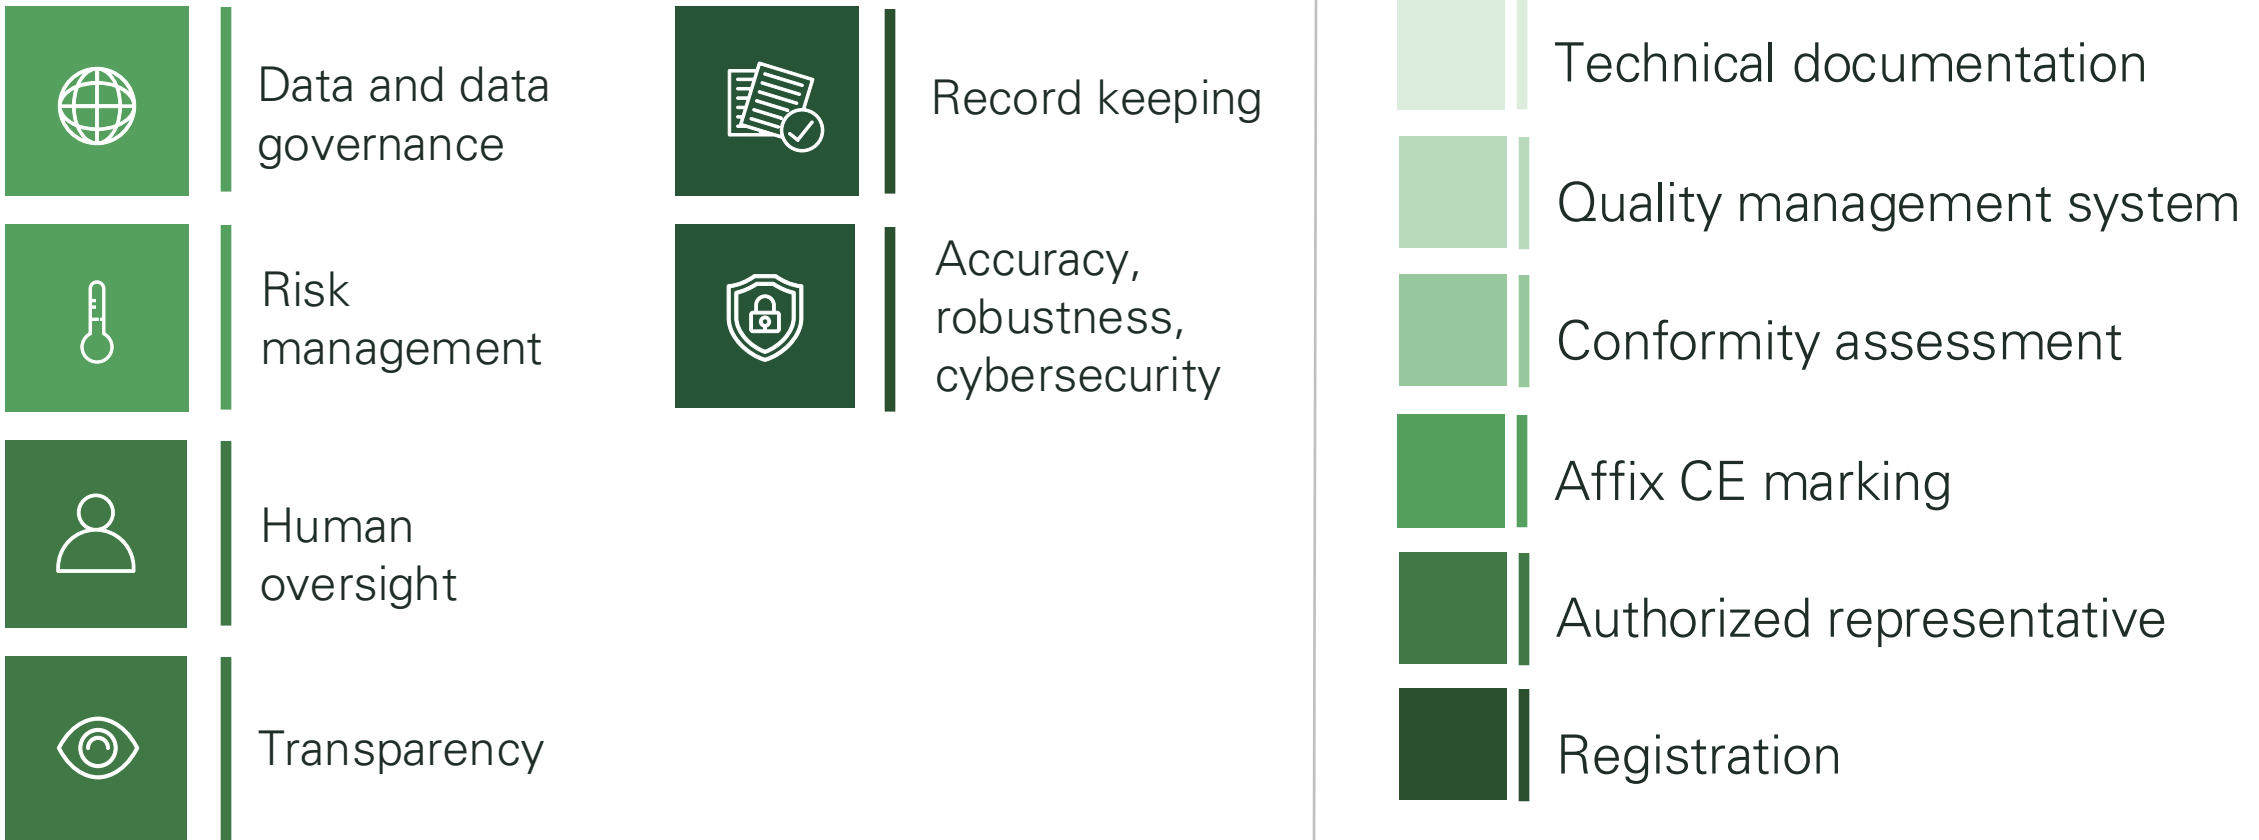 Data and data
governance
Risk
management
Human
oversight
Transparency
Record keeping
Accuracy,
robustness,
cybersecurity
Technical documentation
Quality management system
Conformity assessment
Affix CE marking
Authorized representative
Registration